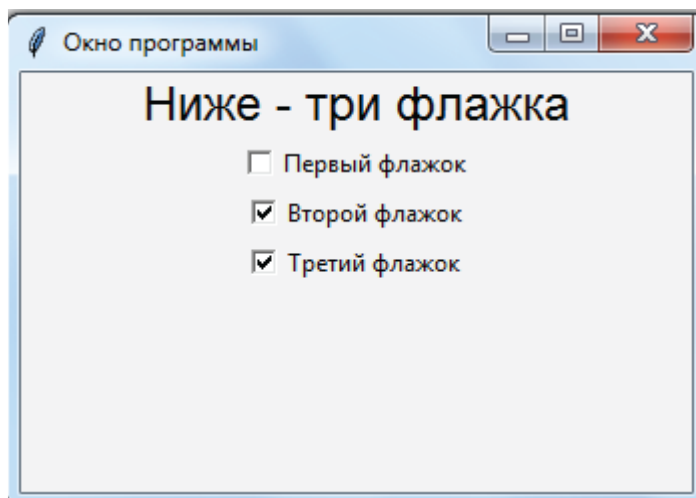 Окно программы
Ниже - три флажка
Первый флажок
Второй флажок
Третий флажок